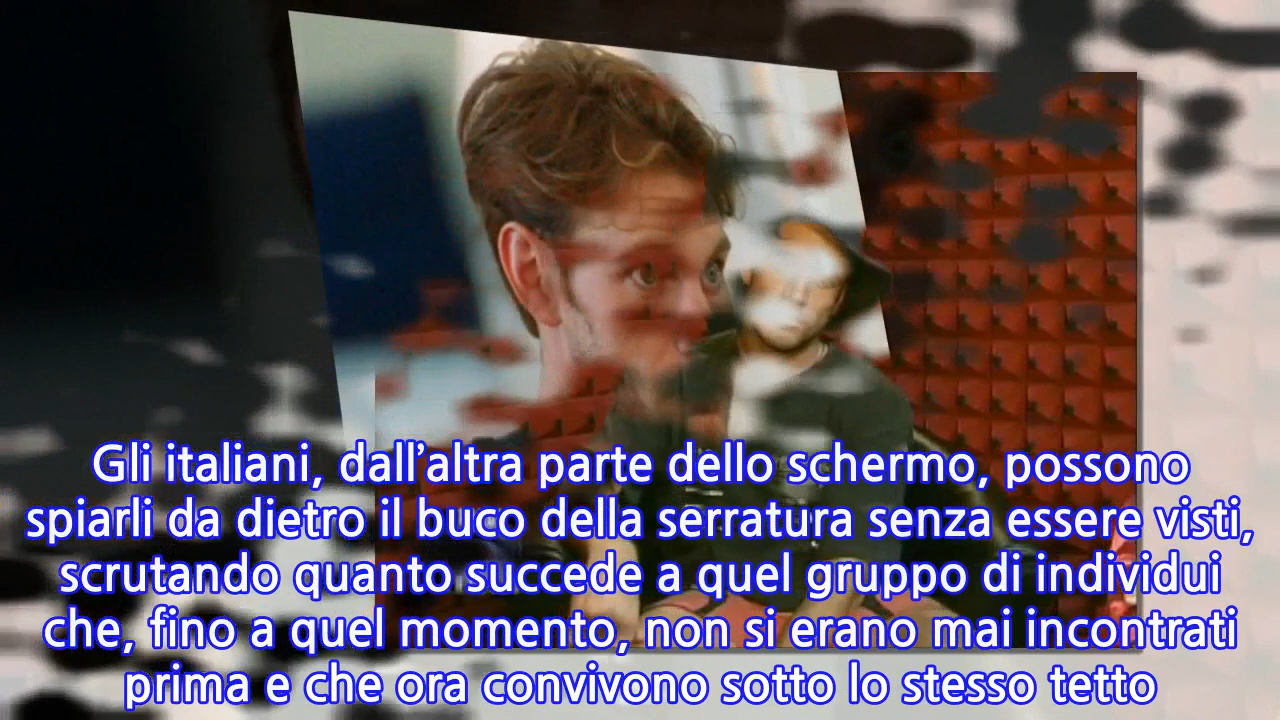 Gli italiani, dall’altra parte dello schermo, possono
spiarli da dietro il buco della serratura senza essere visti,
scrutando quanto succede a quel gruppo di individui
che, fino a quel momento, non si erano mai incontrati
prima e che ora convivono sotto lo stesso tetto